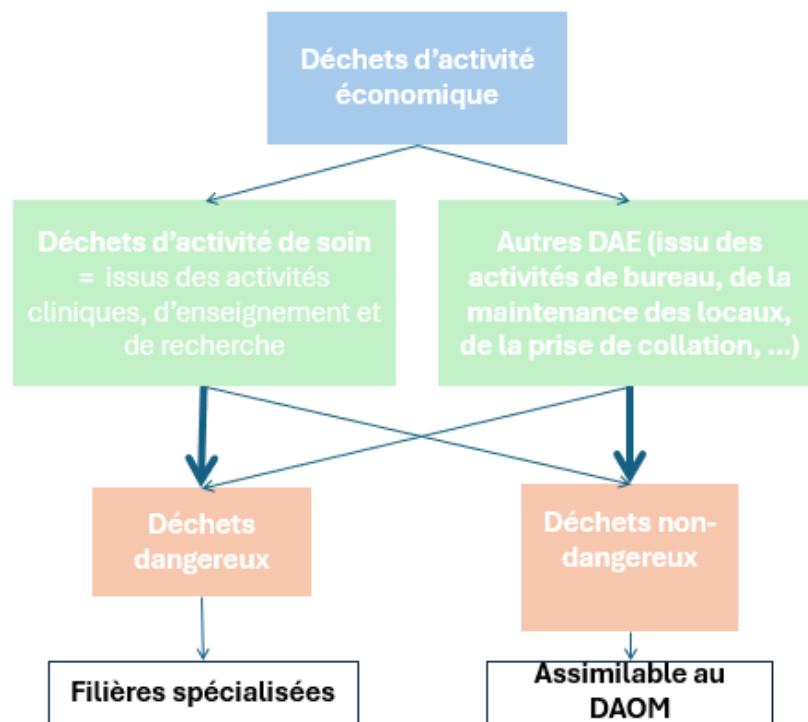 Déchets d'activité
économique
Déchets d'activité de soin
= issus des activités
cliniques, d'enseignement et
de recherche
Autres DAE (issu des
activités de bureau, de la
maintenance des locaux,
de la prise de collation, ...)
Déchets
dangereux
Déchets non-
dangereux
Filières spécialisées
Assimilable au
DAOM